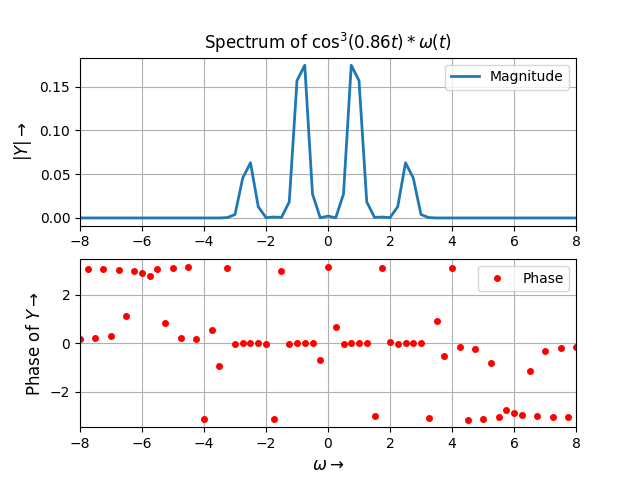 Spectrum of cos³(0.86t) * ω(t)
|Y| →
0.15
0.10
0.05
0.00
Magnitude
−8 −6 −4 −2 0 2 4 6 8
Phase of Y →
2
0
−2
Phase
−8 −6 −4 −2 0 2 4 6 8
ω →